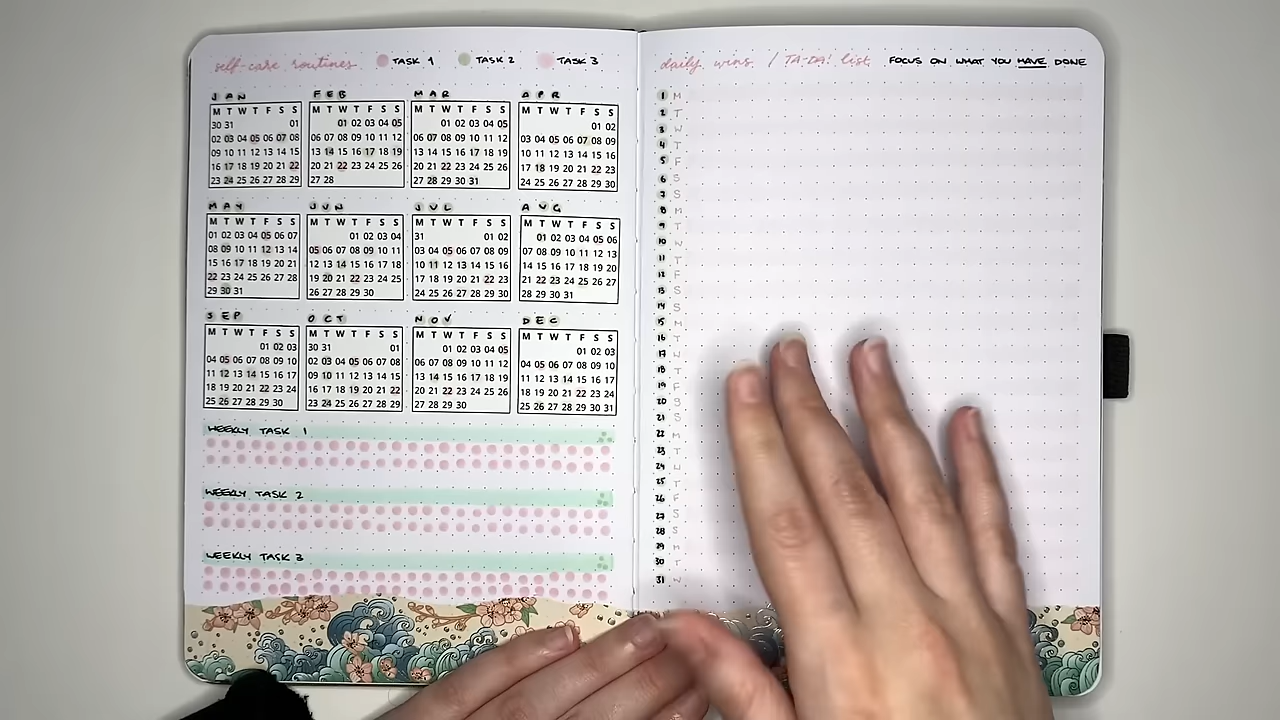 self-care routines TASK 1 TASK 2 TASK 3
JAN FEB MAR APR
M T W T F S S
30 31 01
02 03 04 05 06 07 08
09 10 11 12 13 14 15
16 17 18 19 20 21 22
23 24 25 26 27 28 29
M T W T F S S
01 02 03 04 05
06 07 08 09 10 11 12
13 14 15 16 17 18 19
20 21 22 23 24 25 26
27 28
M T W T F S S
01 02 03 04 05
06 07 08 09 10 11 12
13 14 15 16 17 18 19
20 21 22 23 24 25 26
27 28 29 30 31
M T W T F S S
01 02
03 04 05 06 07 08 09
10 11 12 13 14 15 16
17 18 19 20 21 22 23
24 25 26 27 28 29 30
MAY JUN JUL AUG
M T W T F S S
01 02 03 04 05 06 07
08 09 10 11 12 13 14
15 16 17 18 19 20 21
22 23 24 25 26 27 28
29 30 31
M T W T F S S
01 02 03 04
05 06 07 08 09 10 11
12 13 14 15 16 17 18
19 20 21 22 23 24 25
26 27 28 29 30
M T W T F S S
31 01 02
03 04 05 06 07 08 09
10 11 12 13 14 15 16
17 18 19 20 21 22 23
24 25 26 27 28 29 30
M T W T F S S
01 02 03 04 05 06
07 08 09 10 11 12 13
14 15 16 17 18 19 20
21 22 23 24 25 26 27
28 29 30 31
SEP OCT NOV DEC
M T W T F S S
01 02 03
04 05 06 07 08 09 10
11 12 13 14 15 16 17
18 19 20 21 22 23 24
25 26 27 28 29 30
M T W T F S S
30 31 01
02 03 04 05 06 07 08
09 10 11 12 13 14 15
16 17 18 19 20 21 22
23 24 25 26 27 28 29
M T W T F S S
01 02 03 04 05
06 07 08 09 10 11 12
13 14 15 16 17 18 19
20 21 22 23 24 25 26
27 28 29 30
M T W T F S S
01 02 03
04 05 06 07 08 09 10
11 12 13 14 15 16 17
18 19 20 21 22 23 24
25 26 27 28 29 30 31
WEEKLY TASK 1
WEEKLY TASK 2
WEEKLY TASK 3
daily wins / TA-DA! list FOCUS ON WHAT YOU HAVE DONE
1 M
2 T
3 W
4 T
5 F
6 S
7 S
8 M
9 T
10 W
11 T
12 F
13 S
14 S
15 M
16 T
17 W
18 T
19 F
20 S
21 S
22 M
23 T
24 W
25 T
26 F
27 S
28 S
29 M
30 T
31 W